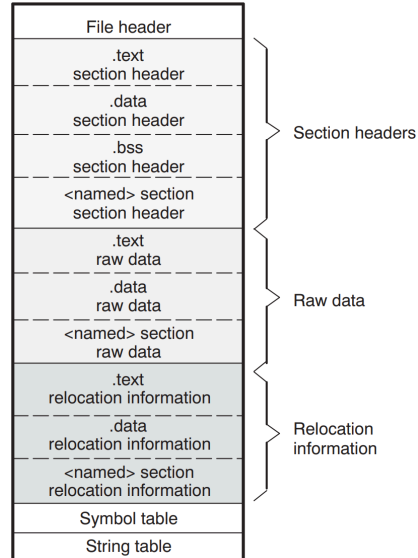 File header
.text
section header
.data
section header
.bss
section header
<named> section
section header
Section headers
.text
raw data
.data
raw data
<named> section
raw data
Raw data
.text
relocation information
.data
relocation information
<named> section
relocation information
Relocation
information
Symbol table
String table